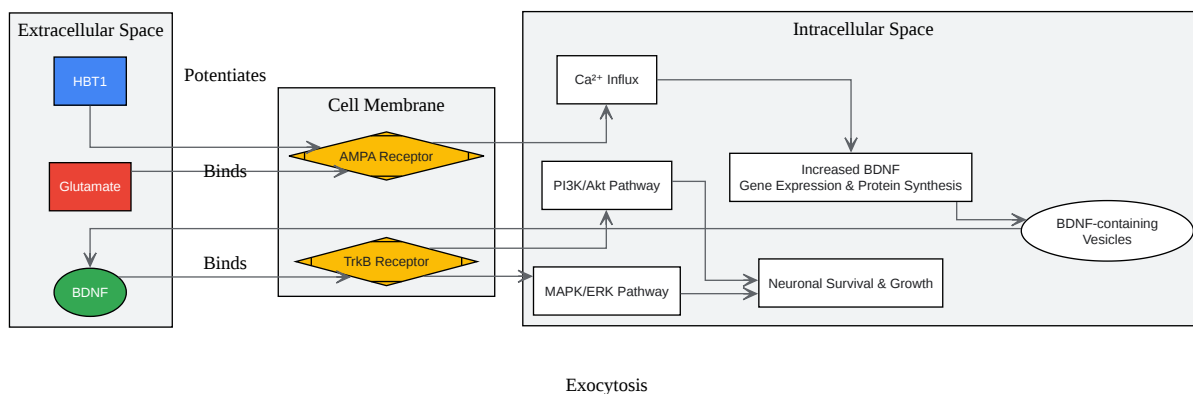 Extracellular Space
HBT1
Glutamate
BDNF
Potentiates
Binds
Binds
Cell Membrane
AMPA Receptor
TrkB Receptor
Intracellular Space
Ca²⁺ Influx
PI3K/Akt Pathway
MAPK/ERK Pathway
Increased BDNF
Gene Expression & Protein Synthesis
Neuronal Survival & Growth
BDNF-containing
Vesicles
Exocytosis